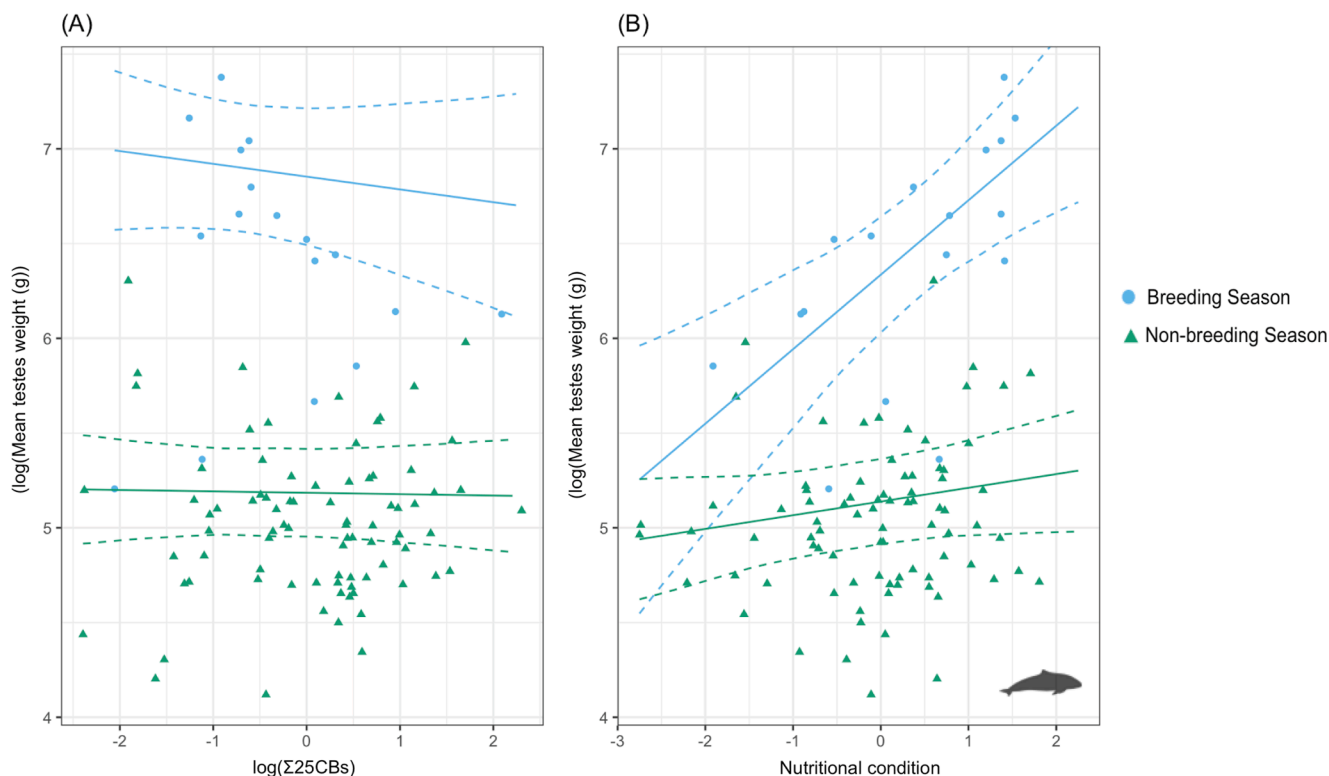 (A)
(B)
(log(Mean testes weight (g))
7
6
5
4
-2
-1
0
1
2
log(Σ25CBs)
(log(Mean testes weight (g))
7
6
5
4
-3
-2
-1
0
1
2
Nutritional condition
Breeding Season
Non-breeding Season